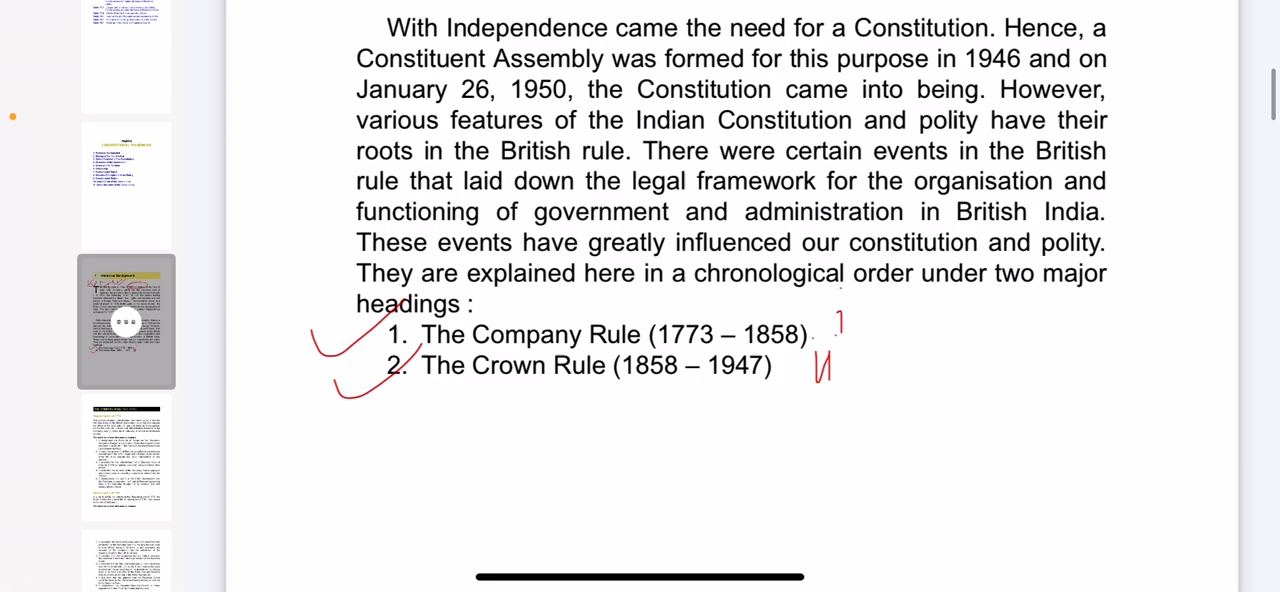 With Independence came the need for a Constitution. Hence, a
Constituent Assembly was formed for this purpose in 1946 and on
January 26, 1950, the Constitution came into being. However,
various features of the Indian Constitution and polity have their
roots in the British rule. There were certain events in the British
rule that laid down the legal framework for the organisation and
functioning of government and administration in British India.
These events have greatly influenced our constitution and polity.
They are explained here in a chronological order under two major
headings :
1. The Company Rule (1773 – 1858)
2. The Crown Rule (1858 – 1947)